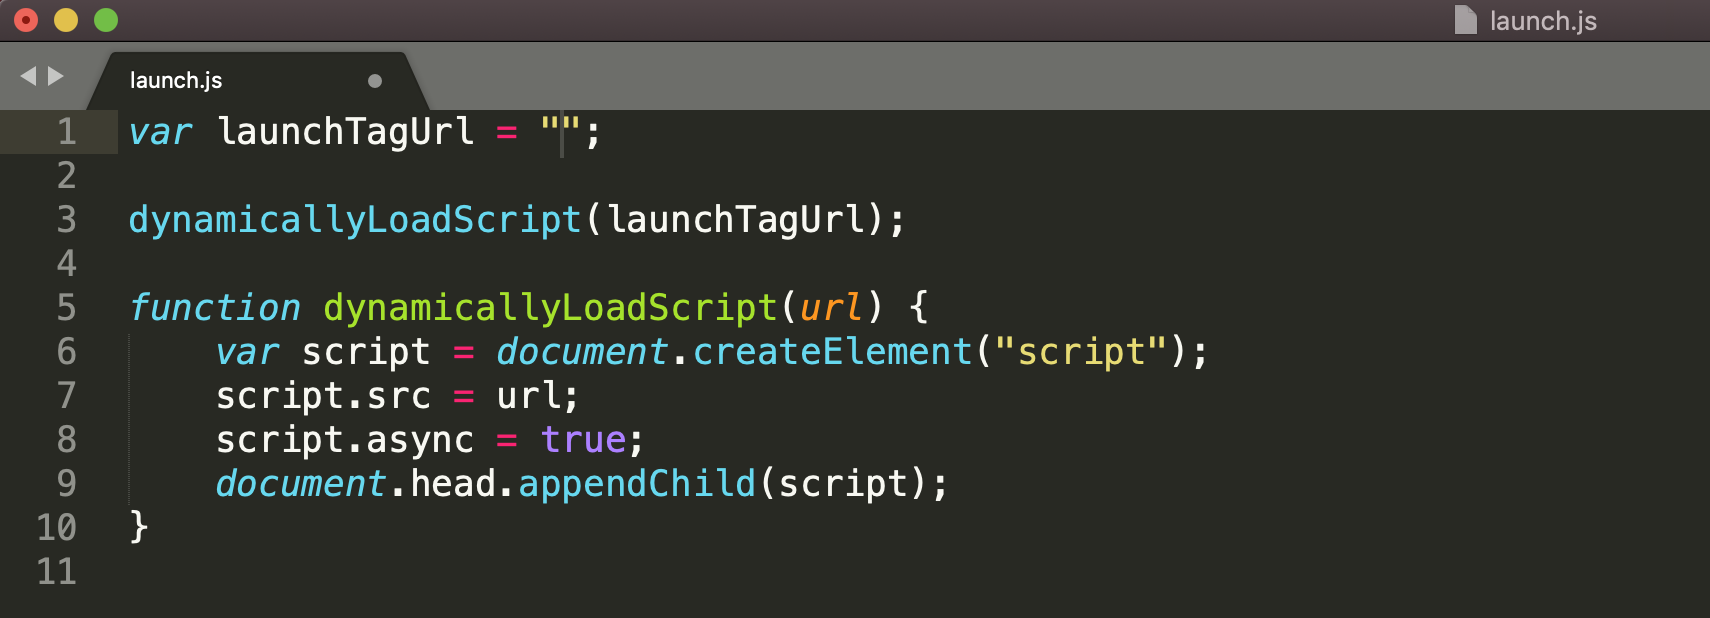 launch.js
launch.js
1 var launchTagUrl = "";
2
3 dynamicallyLoadScript(launchTagUrl);
4
5 function dynamicallyLoadScript(url) {
6     var script = document.createElement("script");
7     script.src = url;
8     script.async = true;
9     document.head.appendChild(script);
10 }
11